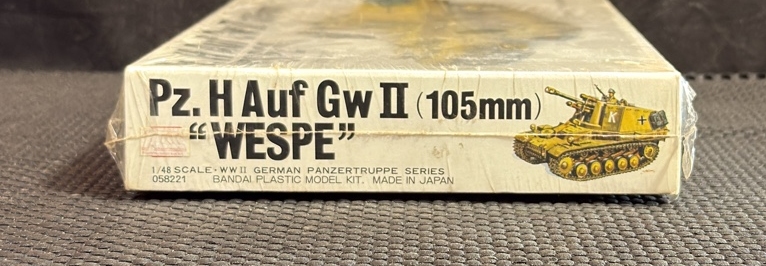 Pz. H Auf Gw II (105mm)
"WESPE"
1/48 SCALE • WW II GERMAN PANZERTRUPPE SERIES
058221 BANDAI PLASTIC MODEL KIT. MADE IN JAPAN
K